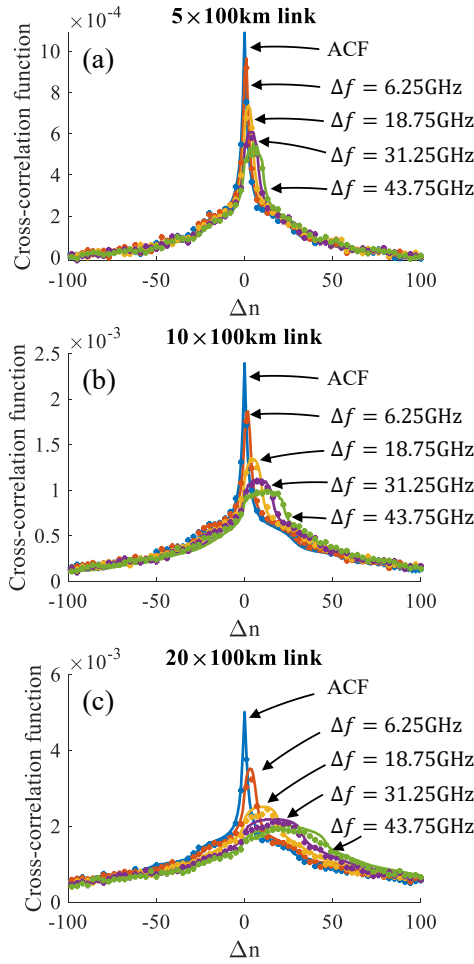 5×100km link
×10⁻⁴
(a)
ACF
Δf = 6.25GHz
Δf = 18.75GHz
Δf = 31.25GHz
Δf = 43.75GHz
Cross-correlation function
10
8
6
4
2
0
-100 -50 0 50 100
Δn
10×100km link
×10⁻³
(b)
ACF
Δf = 6.25GHz
Δf = 18.75GHz
Δf = 31.25GHz
Δf = 43.75GHz
Cross-correlation function
2.5
2
1.5
1
0.5
0
-100 -50 0 50 100
Δn
20×100km link
×10⁻³
(c)
ACF
Δf = 6.25GHz
Δf = 18.75GHz
Δf = 31.25GHz
Δf = 43.75GHz
Cross-correlation function
6
4
2
0
-100 -50 0 50 100
Δn